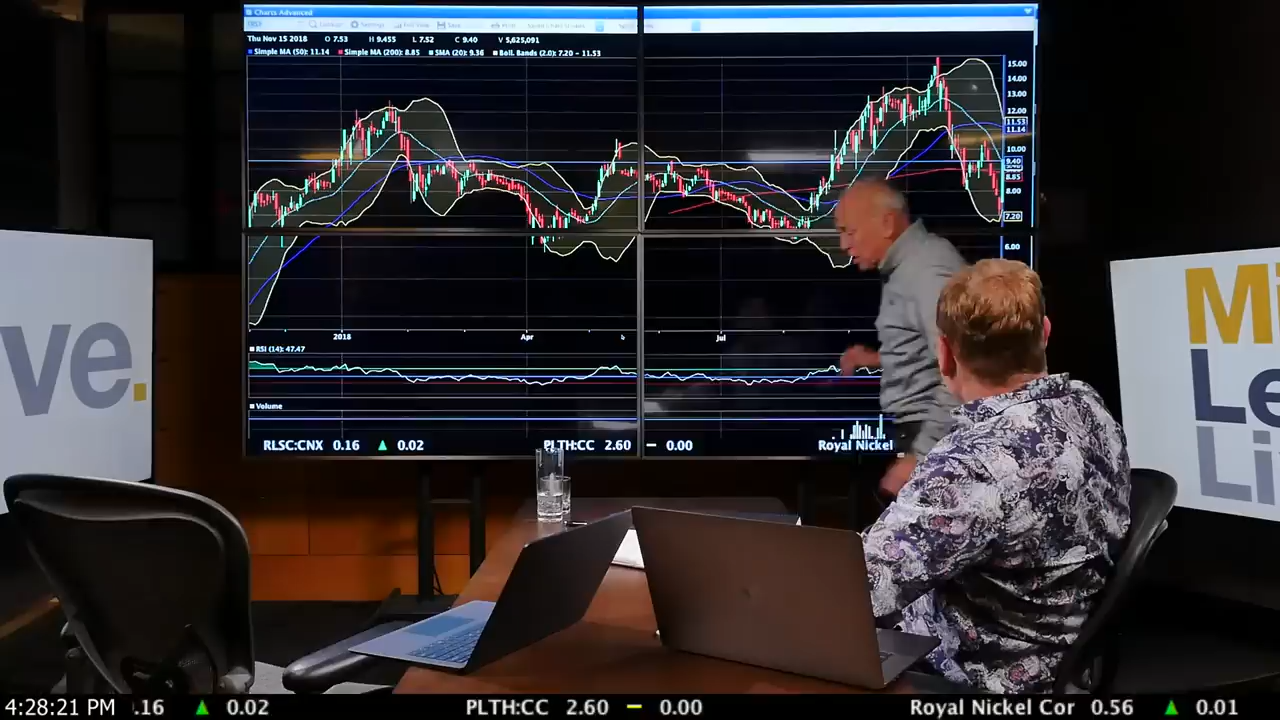 Charts Advanced
Thu Nov 15 2018 O 7.53 H 9.455 L 7.52 C 9.40 V 5,625,091
Simple MA (50): 11.14 Simple MA (200): 8.85 SMA (20): 9.36 Boll. Bands (2.0): 7.20 - 11.53
15.00
14.00
13.00
12.00
11.53
11.14
10.00
9.40
8.85
8.00
7.20
6.00
2018 Apr Jul
RSI (14): 47.47
Volume
RLSC:CNX 0.16 ▲ 0.02 PLTH:CC 2.60 – 0.00 Royal Nickel
ve.
Mi
Le
Li
4:28:21 PM .16 ▲ 0.02 PLTH:CC 2.60 – 0.00 Royal Nickel Cor 0.56 ▲ 0.01